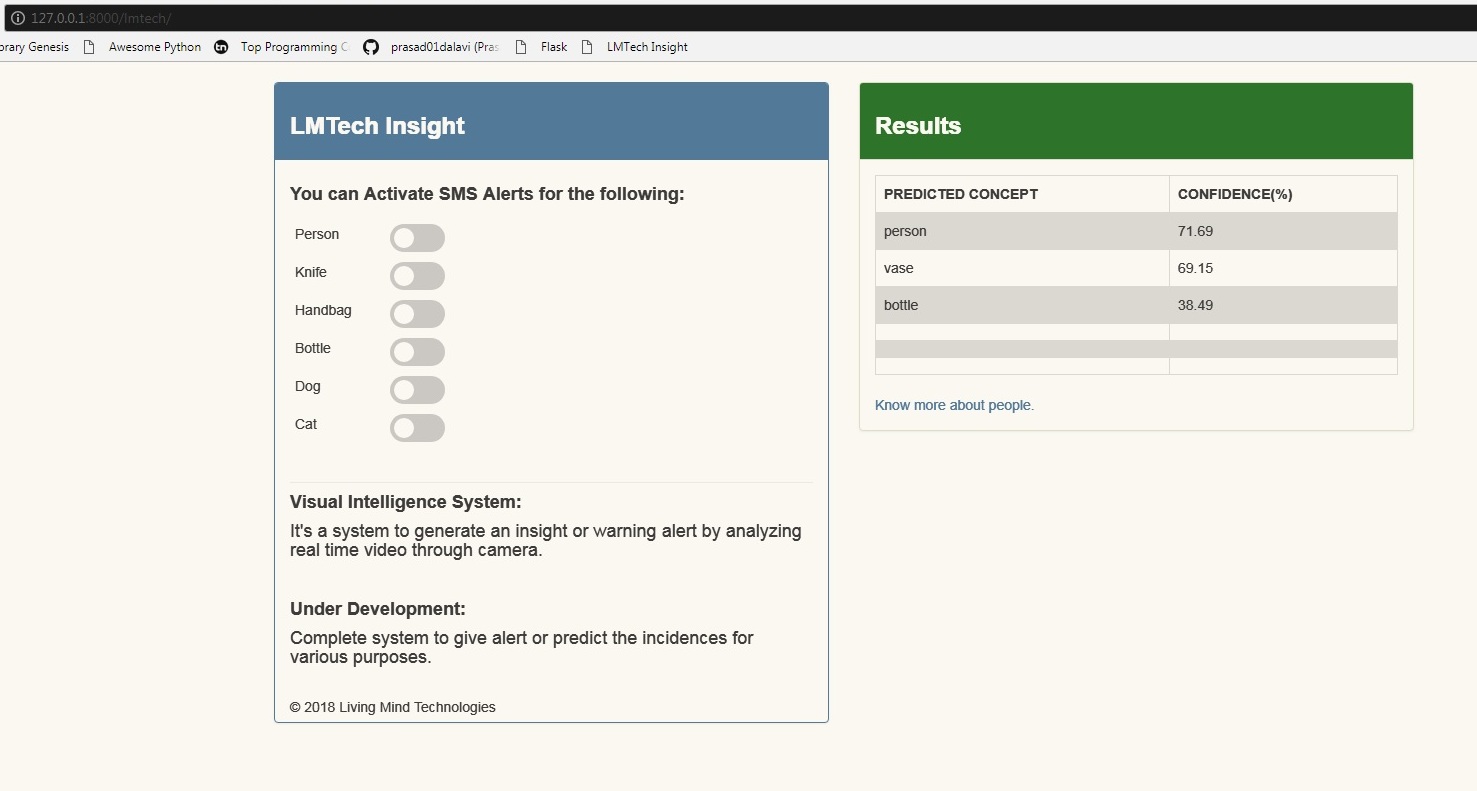 127.0.0.1:8000/lmtech/
brary Genesis Awesome Python tn Top Programming C prasad01dalavi (Pras Flask LMTech Insight
LMTech Insight
You can Activate SMS Alerts for the following:
Person
Knife
Handbag
Bottle
Dog
Cat
Visual Intelligence System:
It's a system to generate an insight or warning alert by analyzing
real time video through camera.
Under Development:
Complete system to give alert or predict the incidences for
various purposes.
© 2018 Living Mind Technologies
Results
PREDICTED CONCEPT CONFIDENCE(%)
person 71.69
vase 69.15
bottle 38.49
Know more about people.